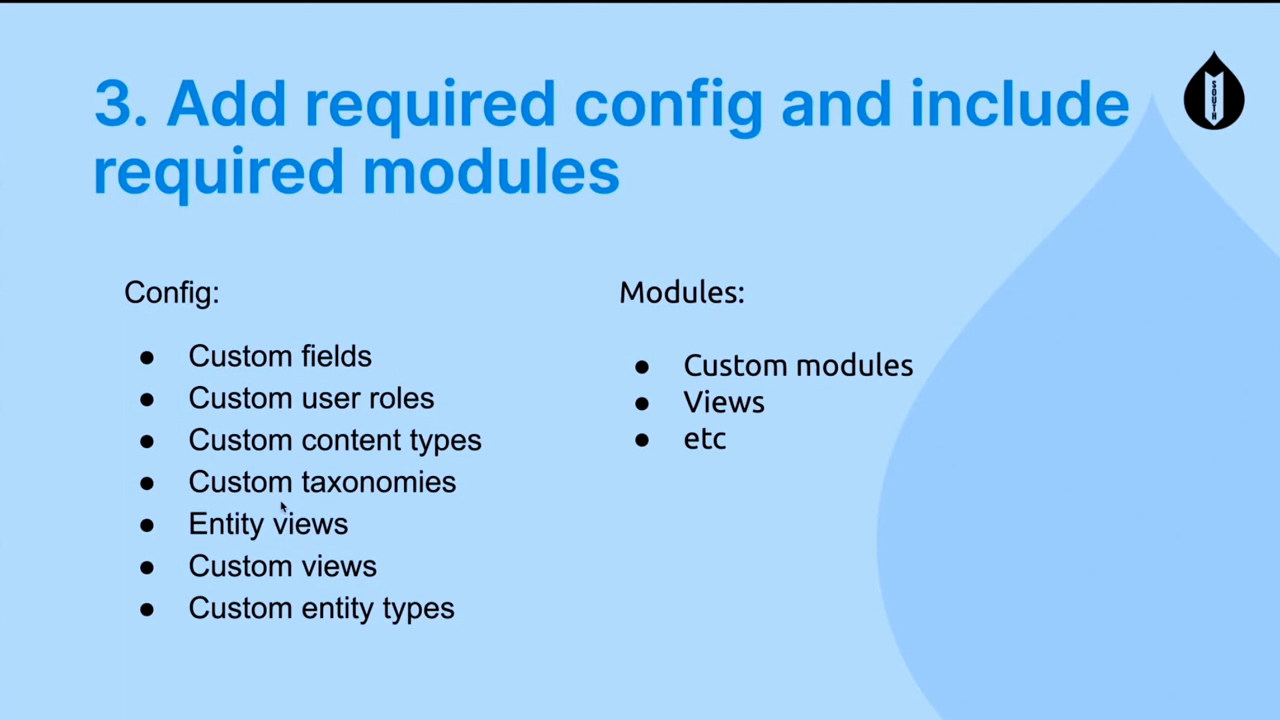 3. Add required config and include
required modules
SOUTH
Config:
● Custom fields
● Custom user roles
● Custom content types
● Custom taxonomies
● Entity views
● Custom views
● Custom entity types
Modules:
● Custom modules
● Views
● etc